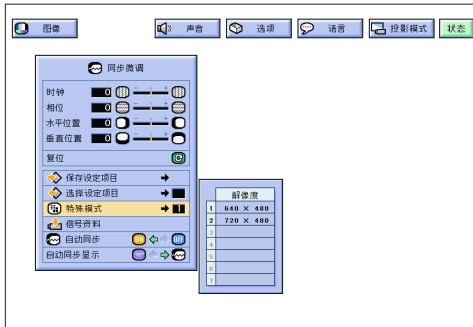 图像 声音 选项 语言 投影模式 状态
同步微调
时钟 0
相位 0
水平位置 0
垂直位置 0
复位
保存设定项目
选择设定项目
特殊模式 1
信号资料
自动同步 ON OFF
自动同步显示
解像度
1 640 × 480
2 720 × 480
3
4
5
6
7